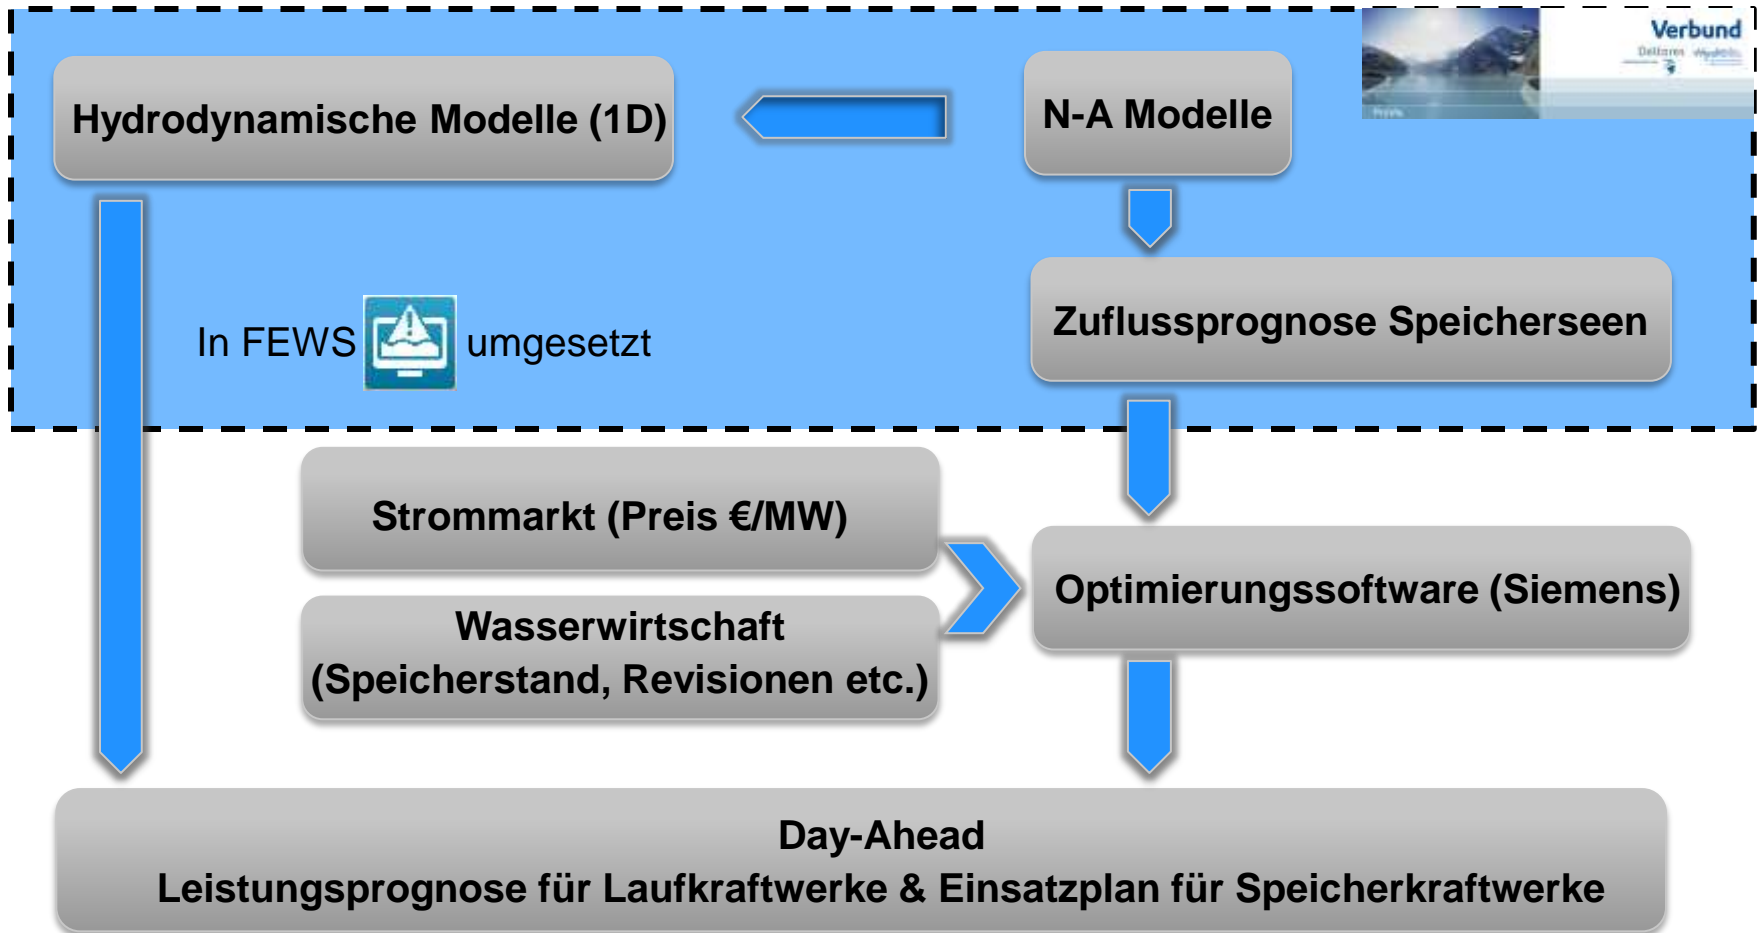 Verbund
Deltares
Hydrodynamische Modelle (1D)
N-A Modelle
In FEWS umgesetzt
Zuflussprognose Speicherseen
Strommarkt (Preis €/MW)
Optimierungssoftware (Siemens)
Wasserwirtschaft
(Speicherstand, Revisionen etc.)
Day-Ahead
Leistungsprognose für Laufkraftwerke & Einsatzplan für Speicherkraftwerke